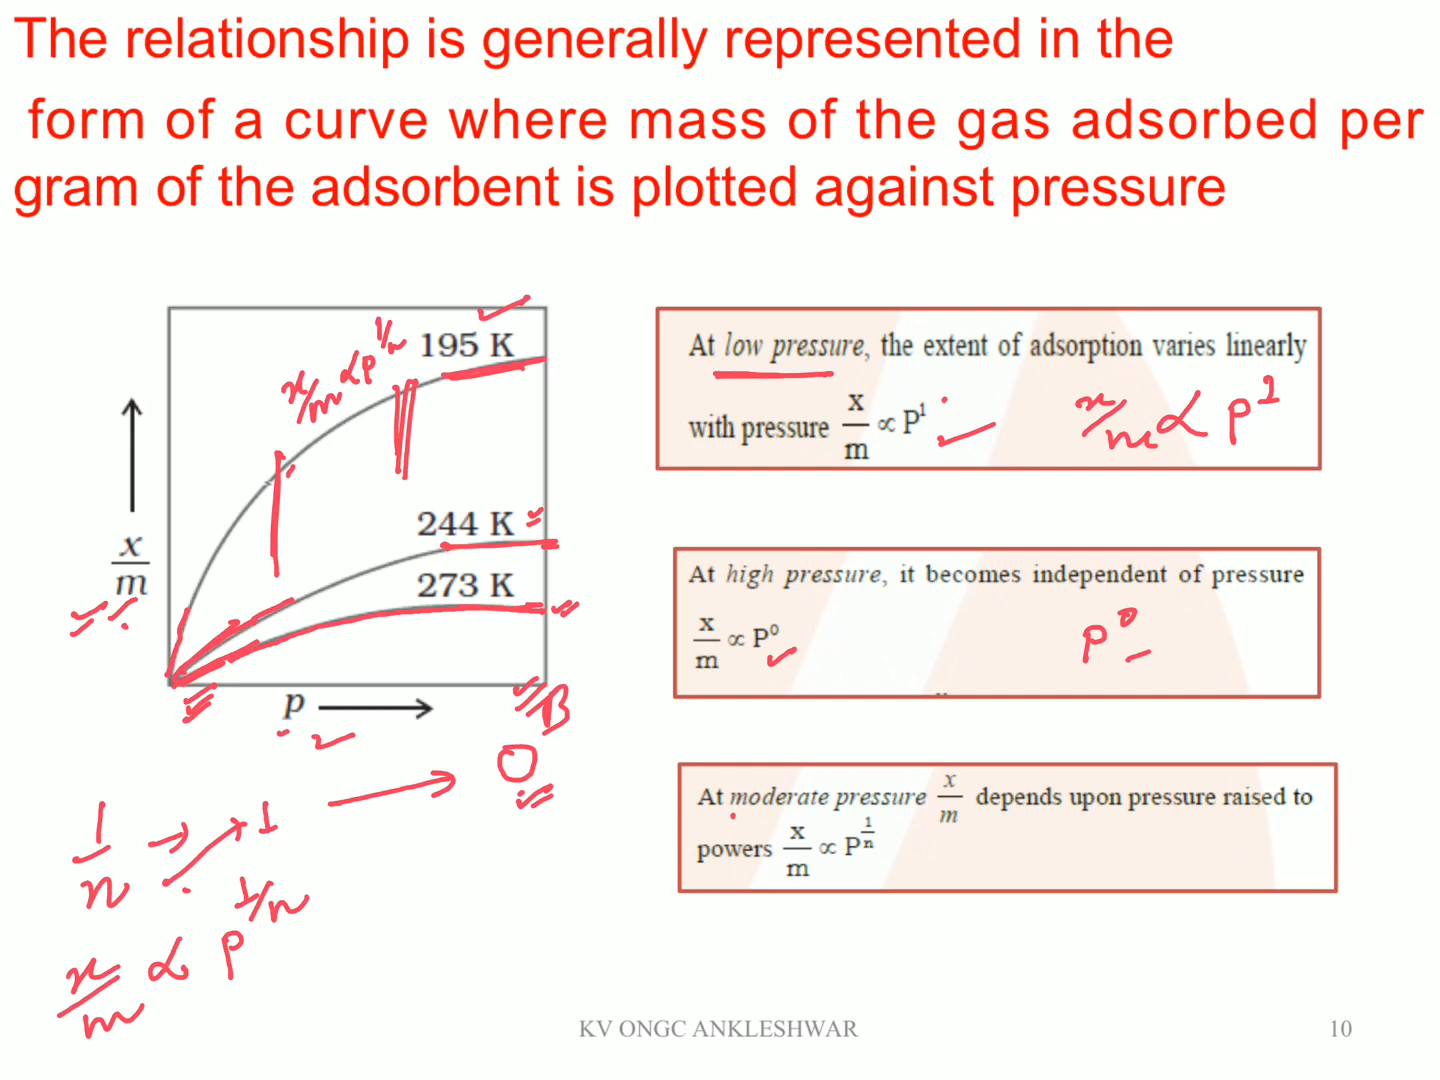 The relationship is generally represented in the
form of a curve where mass of the gas adsorbed per
gram of the adsorbent is plotted against pressure
x/m ∝ P^1/n
195 K
244 K
273 K
x/m
p
B
O
1/n → 1
x/m ∝ P^1/n
At low pressure, the extent of adsorption varies linearly
with pressure x/m ∝ P¹
x/m ∝ P¹
At high pressure, it becomes independent of pressure
x/m ∝ P⁰
P⁰
At moderate pressure x/m depends upon pressure raised to
powers x/m ∝ P^1/n
KV ONGC ANKLESHWAR
10